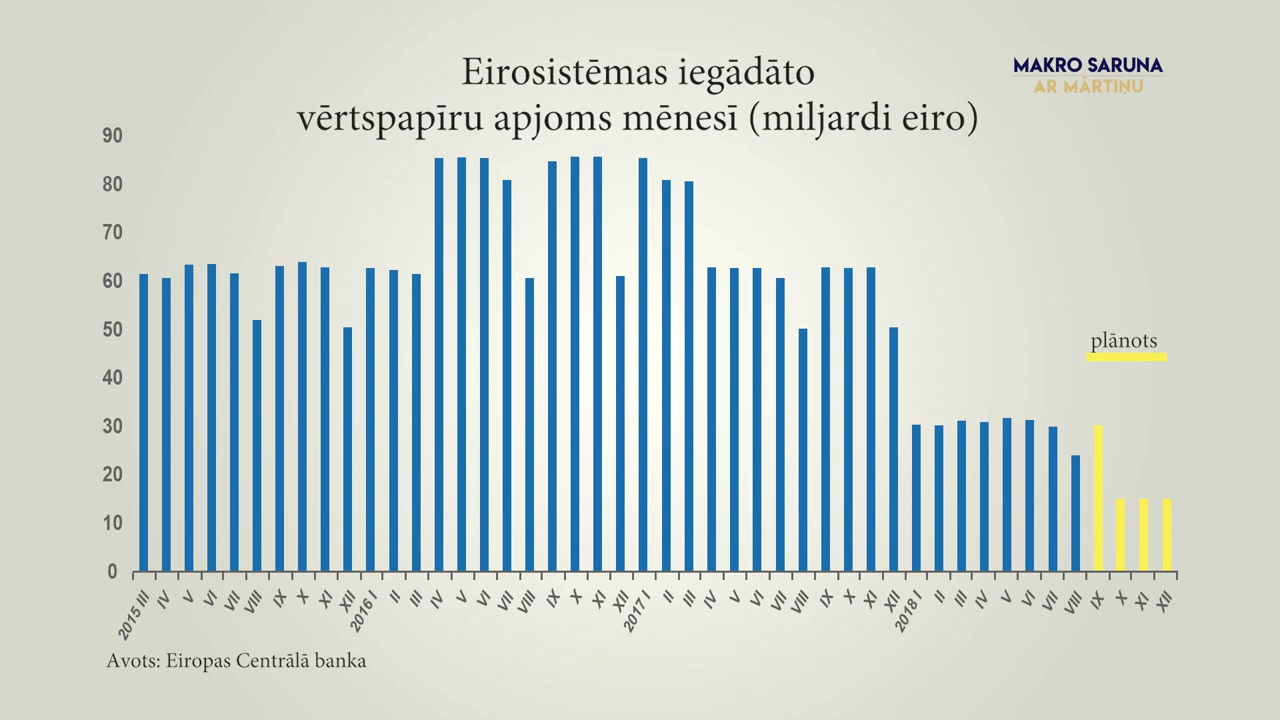 Eirosistēmas iegādāto
vērtspapīru apjoms mēnesī (miljardi eiro)
MAKRO SARUNA
AR MĀRTIŅU
90
80
70
60
50
40
30
20
10
0
plānots
2015 III IV V VI VII VIII IX X XI XII 2016 I II III IV V VI VII VIII IX X XI XII 2017 I II III IV V VI VII VIII IX X XI XII 2018 I II III IV V VI VII VIII IX X XI XII
Avots: Eiropas Centrālā banka